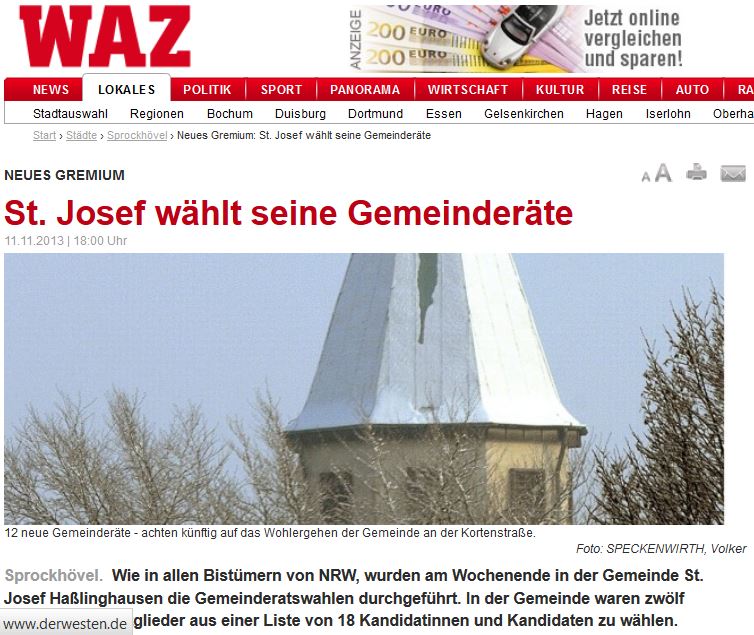 WAZ
ANZEIGE
200 EURO
200 EURO
Jetzt online
vergleichen
und sparen!
NEWS LOKALES POLITIK SPORT PANORAMA WIRTSCHAFT KULTUR REISE AUTO RA
Stadtauswahl Regionen Bochum Duisburg Dortmund Essen Gelsenkirchen Hagen Iserlohn Oberha
Start › Städte › Sprockhövel › Neues Gremium: St. Josef wählt seine Gemeinderäte
NEUES GREMIUM
A A
St. Josef wählt seine Gemeinderäte
11.11.2013 | 18:00 Uhr
12 neue Gemeinderäte - achten künftig auf das Wohlergehen der Gemeinde an der Kortenstraße.
Foto: SPECKENWIRTH, Volker
Sprockhövel. Wie in allen Bistümern von NRW, wurden am Wochenende in der Gemeinde St.
Josef Haßlinghausen die Gemeinderatswahlen durchgeführt. In der Gemeinde waren zwölf
www.derwesten.de glieder aus einer Liste von 18 Kandidatinnen und Kandidaten zu wählen.